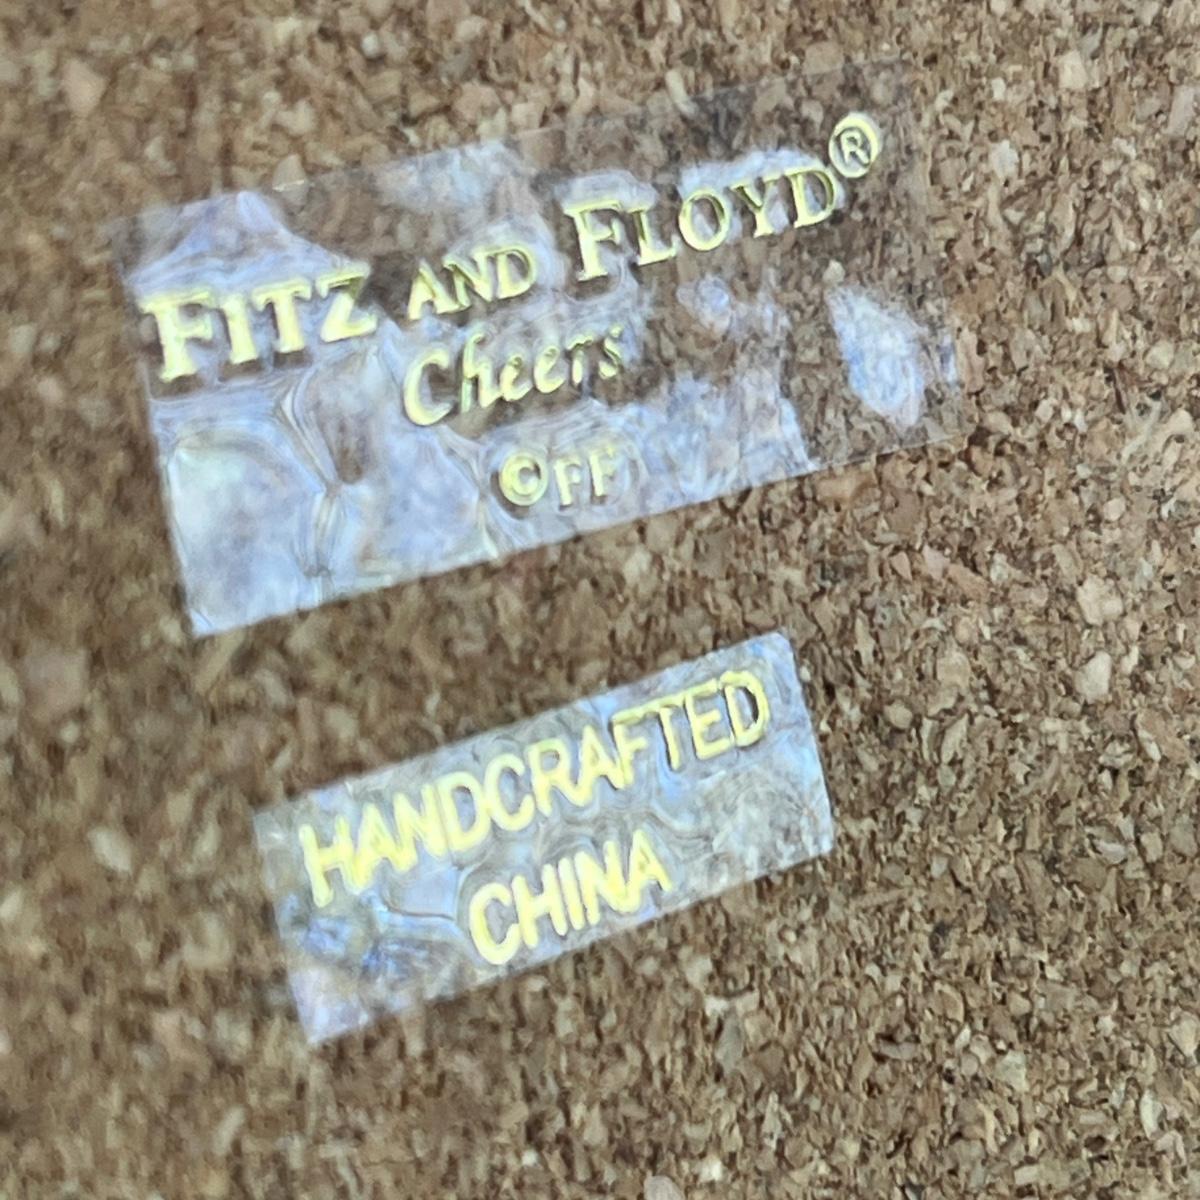 FITZ AND FLOYD®
Cheers
©FF
HANDCRAFTED
CHINA